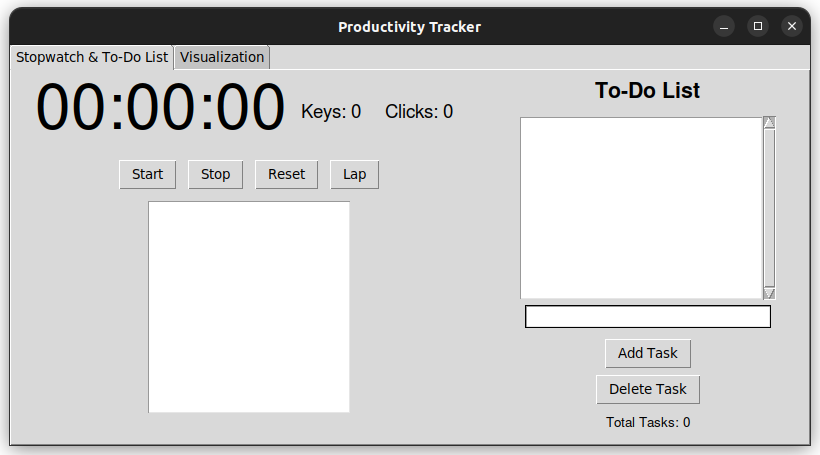 Productivity Tracker
Stopwatch & To-Do List Visualization
00:00:00 Keys: 0 Clicks: 0
Start Stop Reset Lap
To-Do List
Add Task
Delete Task
Total Tasks: 0